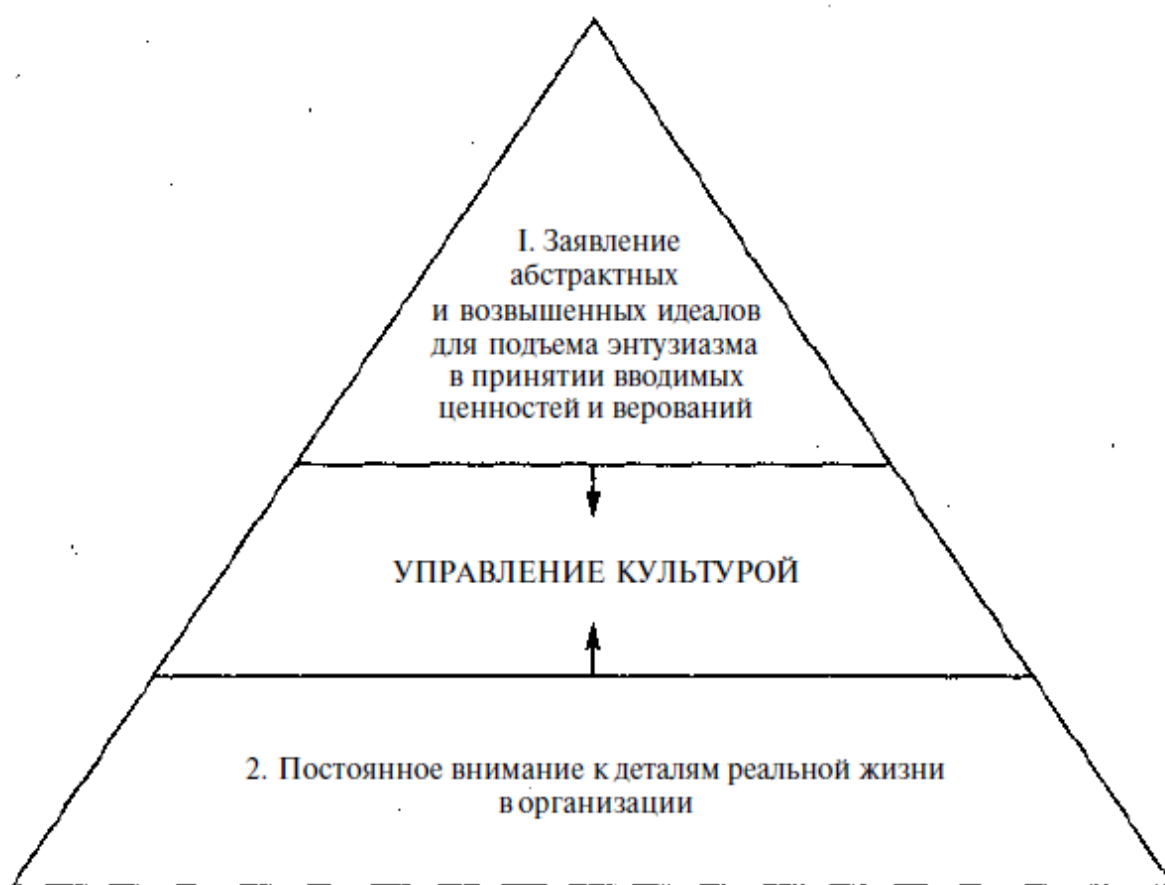 I. Заявление
абстрактных
и возвышенных идеалов
для подъема энтузиазма
в принятии вводимых
ценностей и верований
УПРАВЛЕНИЕ КУЛЬТУРОЙ
2. Постоянное внимание к деталям реальной жизни
в организации